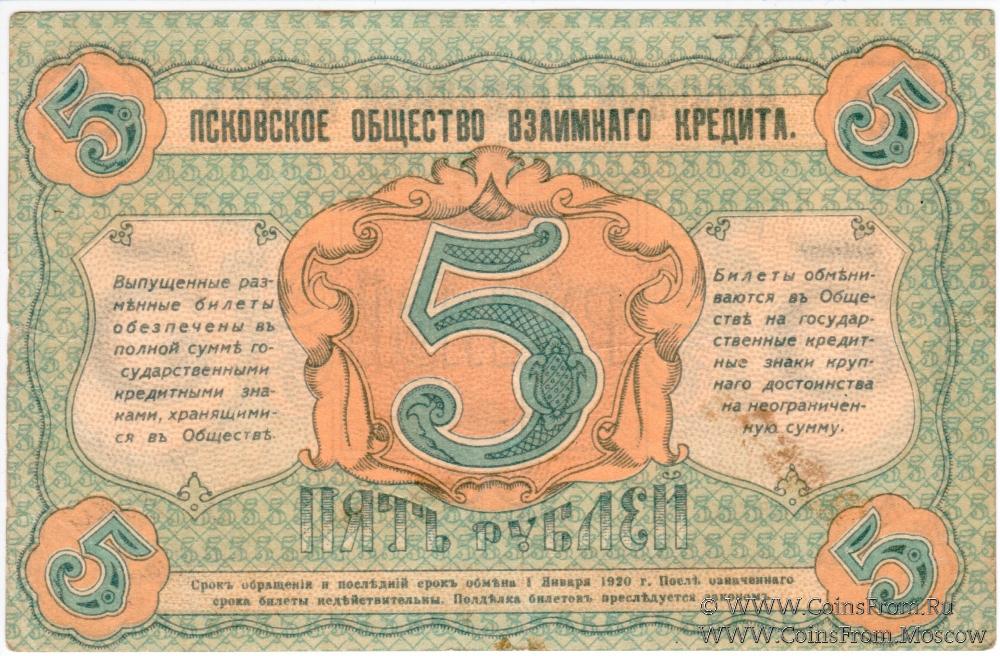 -15
5 5
ПСКОВСКОЕ ОБЩЕСТВО ВЗАИМНАГО КРЕДИТА.
Выпущенные раз-
мѣнные билеты
обезпечены въ
полной суммѣ го-
сударственными
кредитными зна-
ками, хранящими-
ся въ Обществѣ.
5
Билеты обмѣни-
ваются въ Обще-
ствѣ на государ-
ственные кредит-
ные знаки круп-
наго достоинства
на неограничен-
ную сумму.
ПЯТЬ РУБЛЕЙ
5 5
Срокъ обращенія и послѣдній срокъ обмѣна 1 Января 1920 г. Послѣ означеннаго
срока билеты недѣйствительны. Поддѣлка билетовъ преслѣдуется закономъ.
© WWW.CoinsFrom.Ru
WWW.CoinsFrom.Moscow